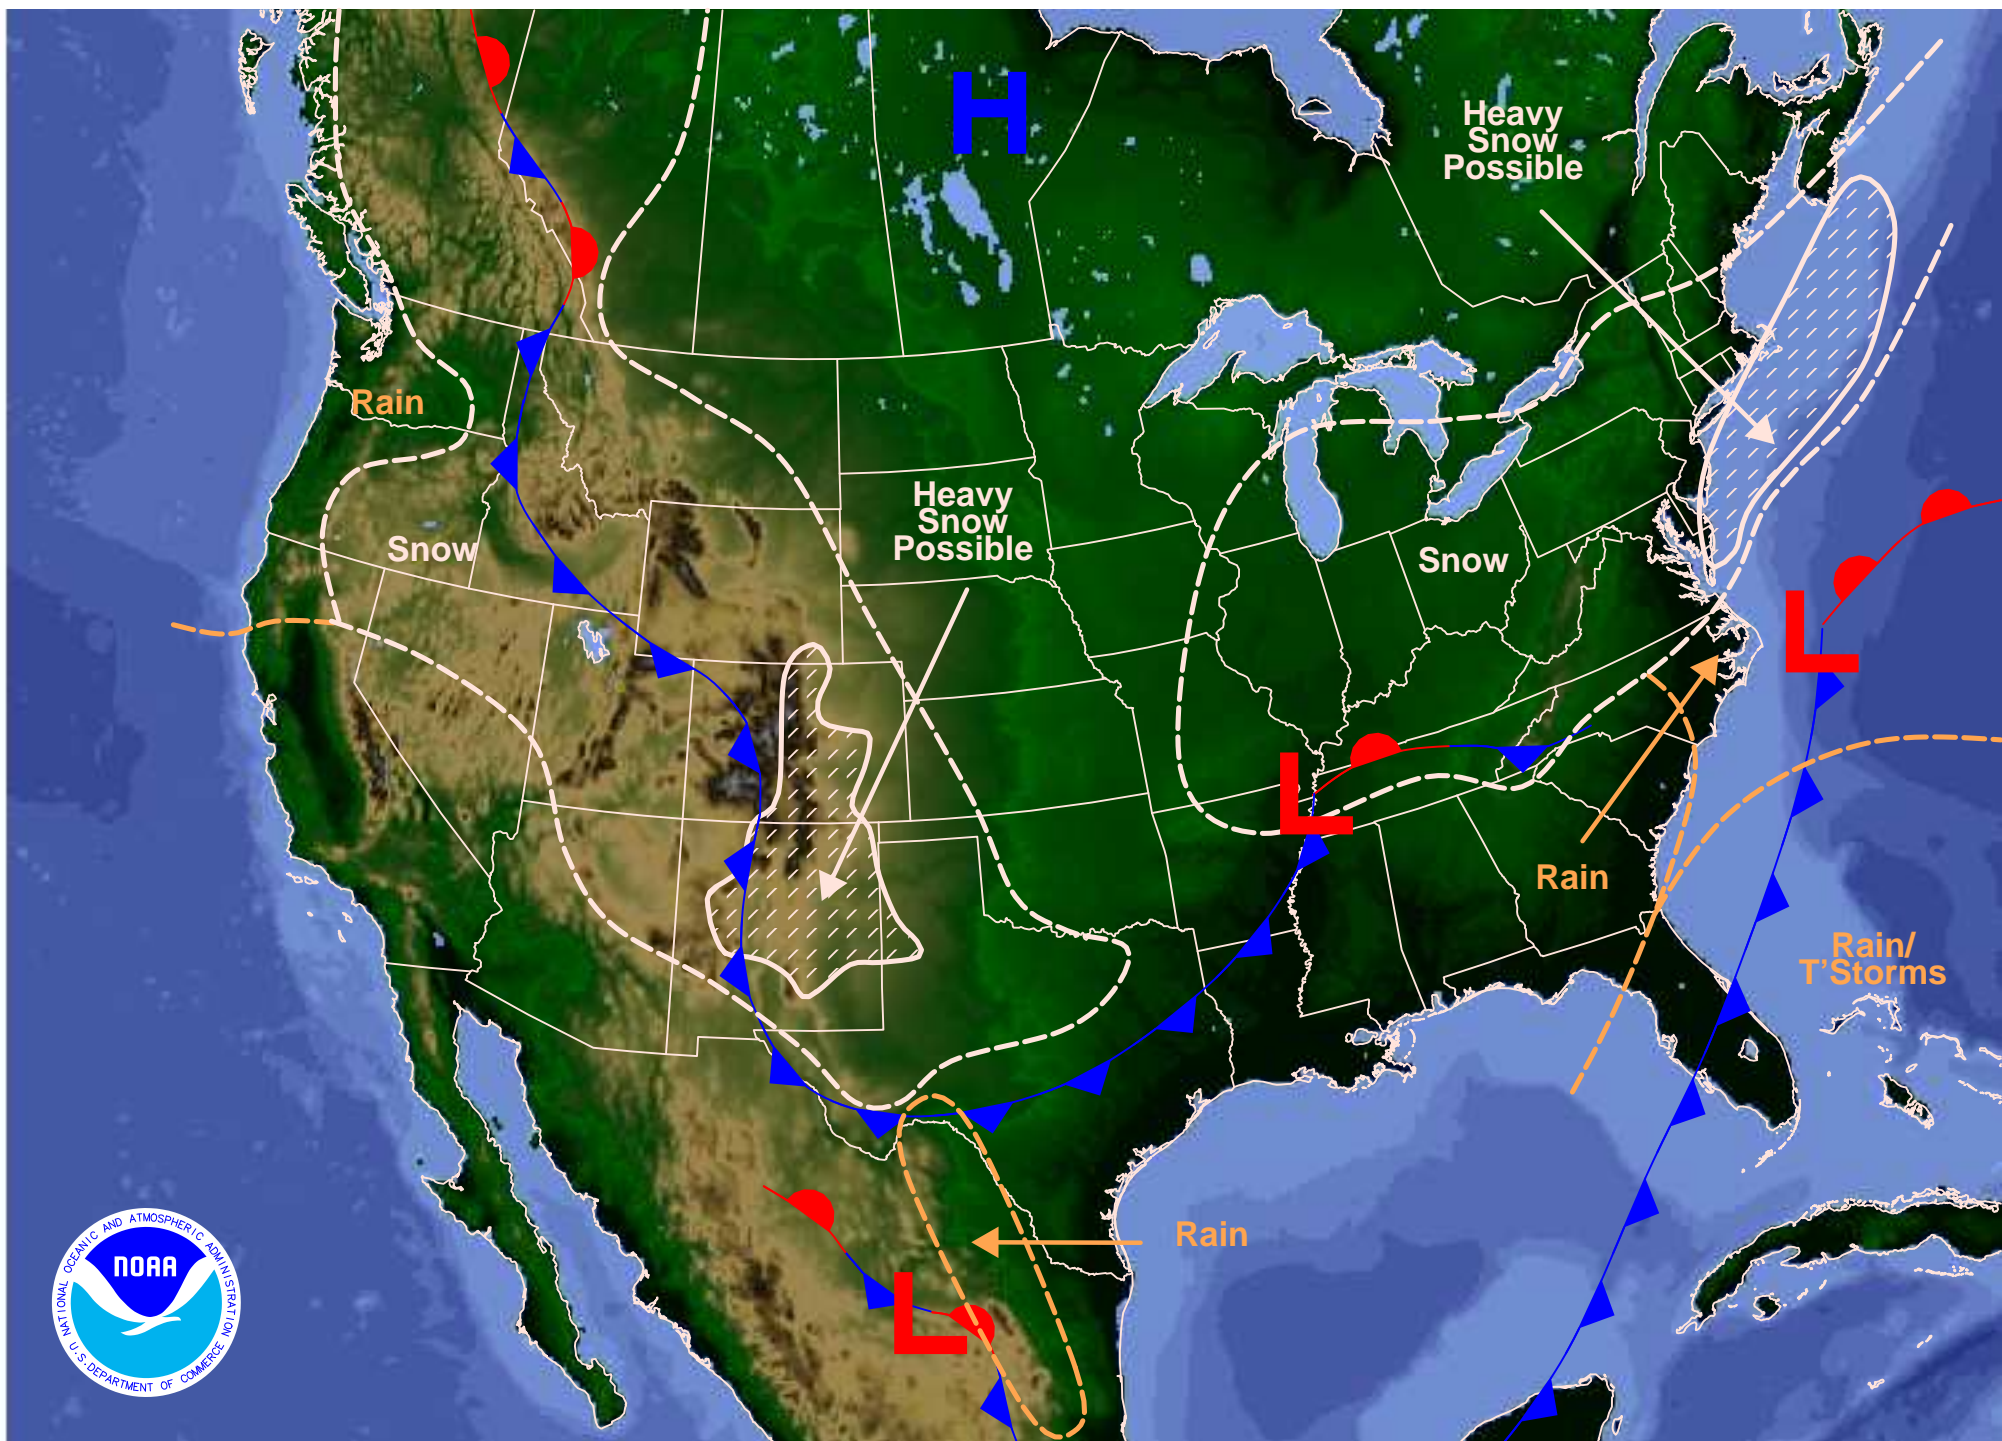 H
Heavy
Snow
Possible
Rain
Heavy
Snow
Possible
Snow
Snow
L
L
Rain
Rain/
T'Storms
Rain
L
NATIONAL OCEANIC AND ATMOSPHERIC ADMINISTRATION
NOAA
U.S. DEPARTMENT OF COMMERCE